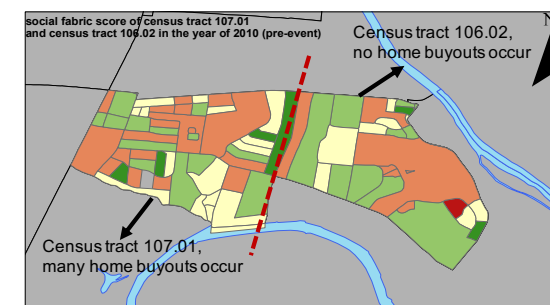 social fabric score of census tract 107.01
and census tract 106.02 in the year of 2010 (pre-event)
Census tract 106.02,
no home buyouts occur
N
Census tract 107.01,
many home buyouts occur